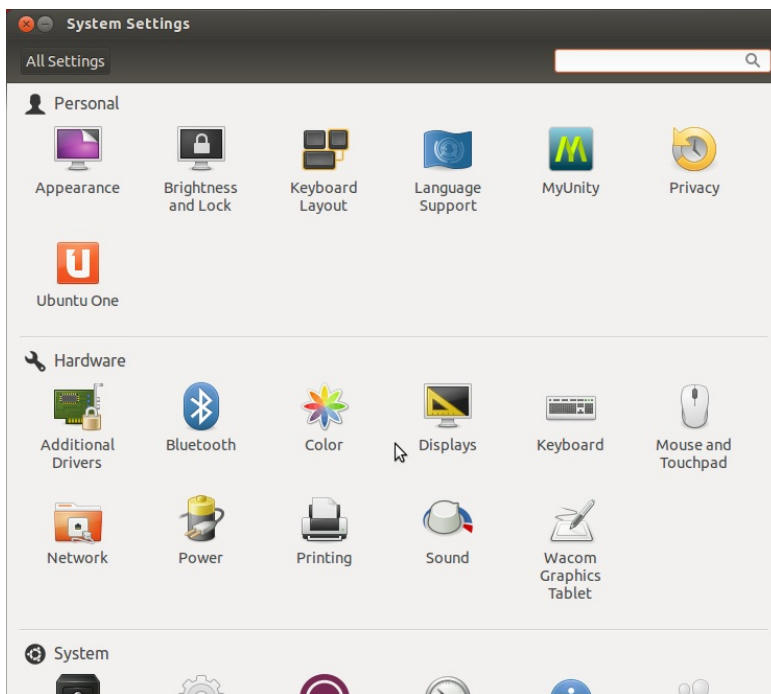 System Settings
All Settings
Personal
Appearance
Brightness
and Lock
Keyboard
Layout
Language
Support
MyUnity
Privacy
Ubuntu One
Hardware
Additional
Drivers
Bluetooth
Color
Displays
Keyboard
Mouse and
Touchpad
Network
Power
Printing
Sound
Wacom
Graphics
Tablet
System